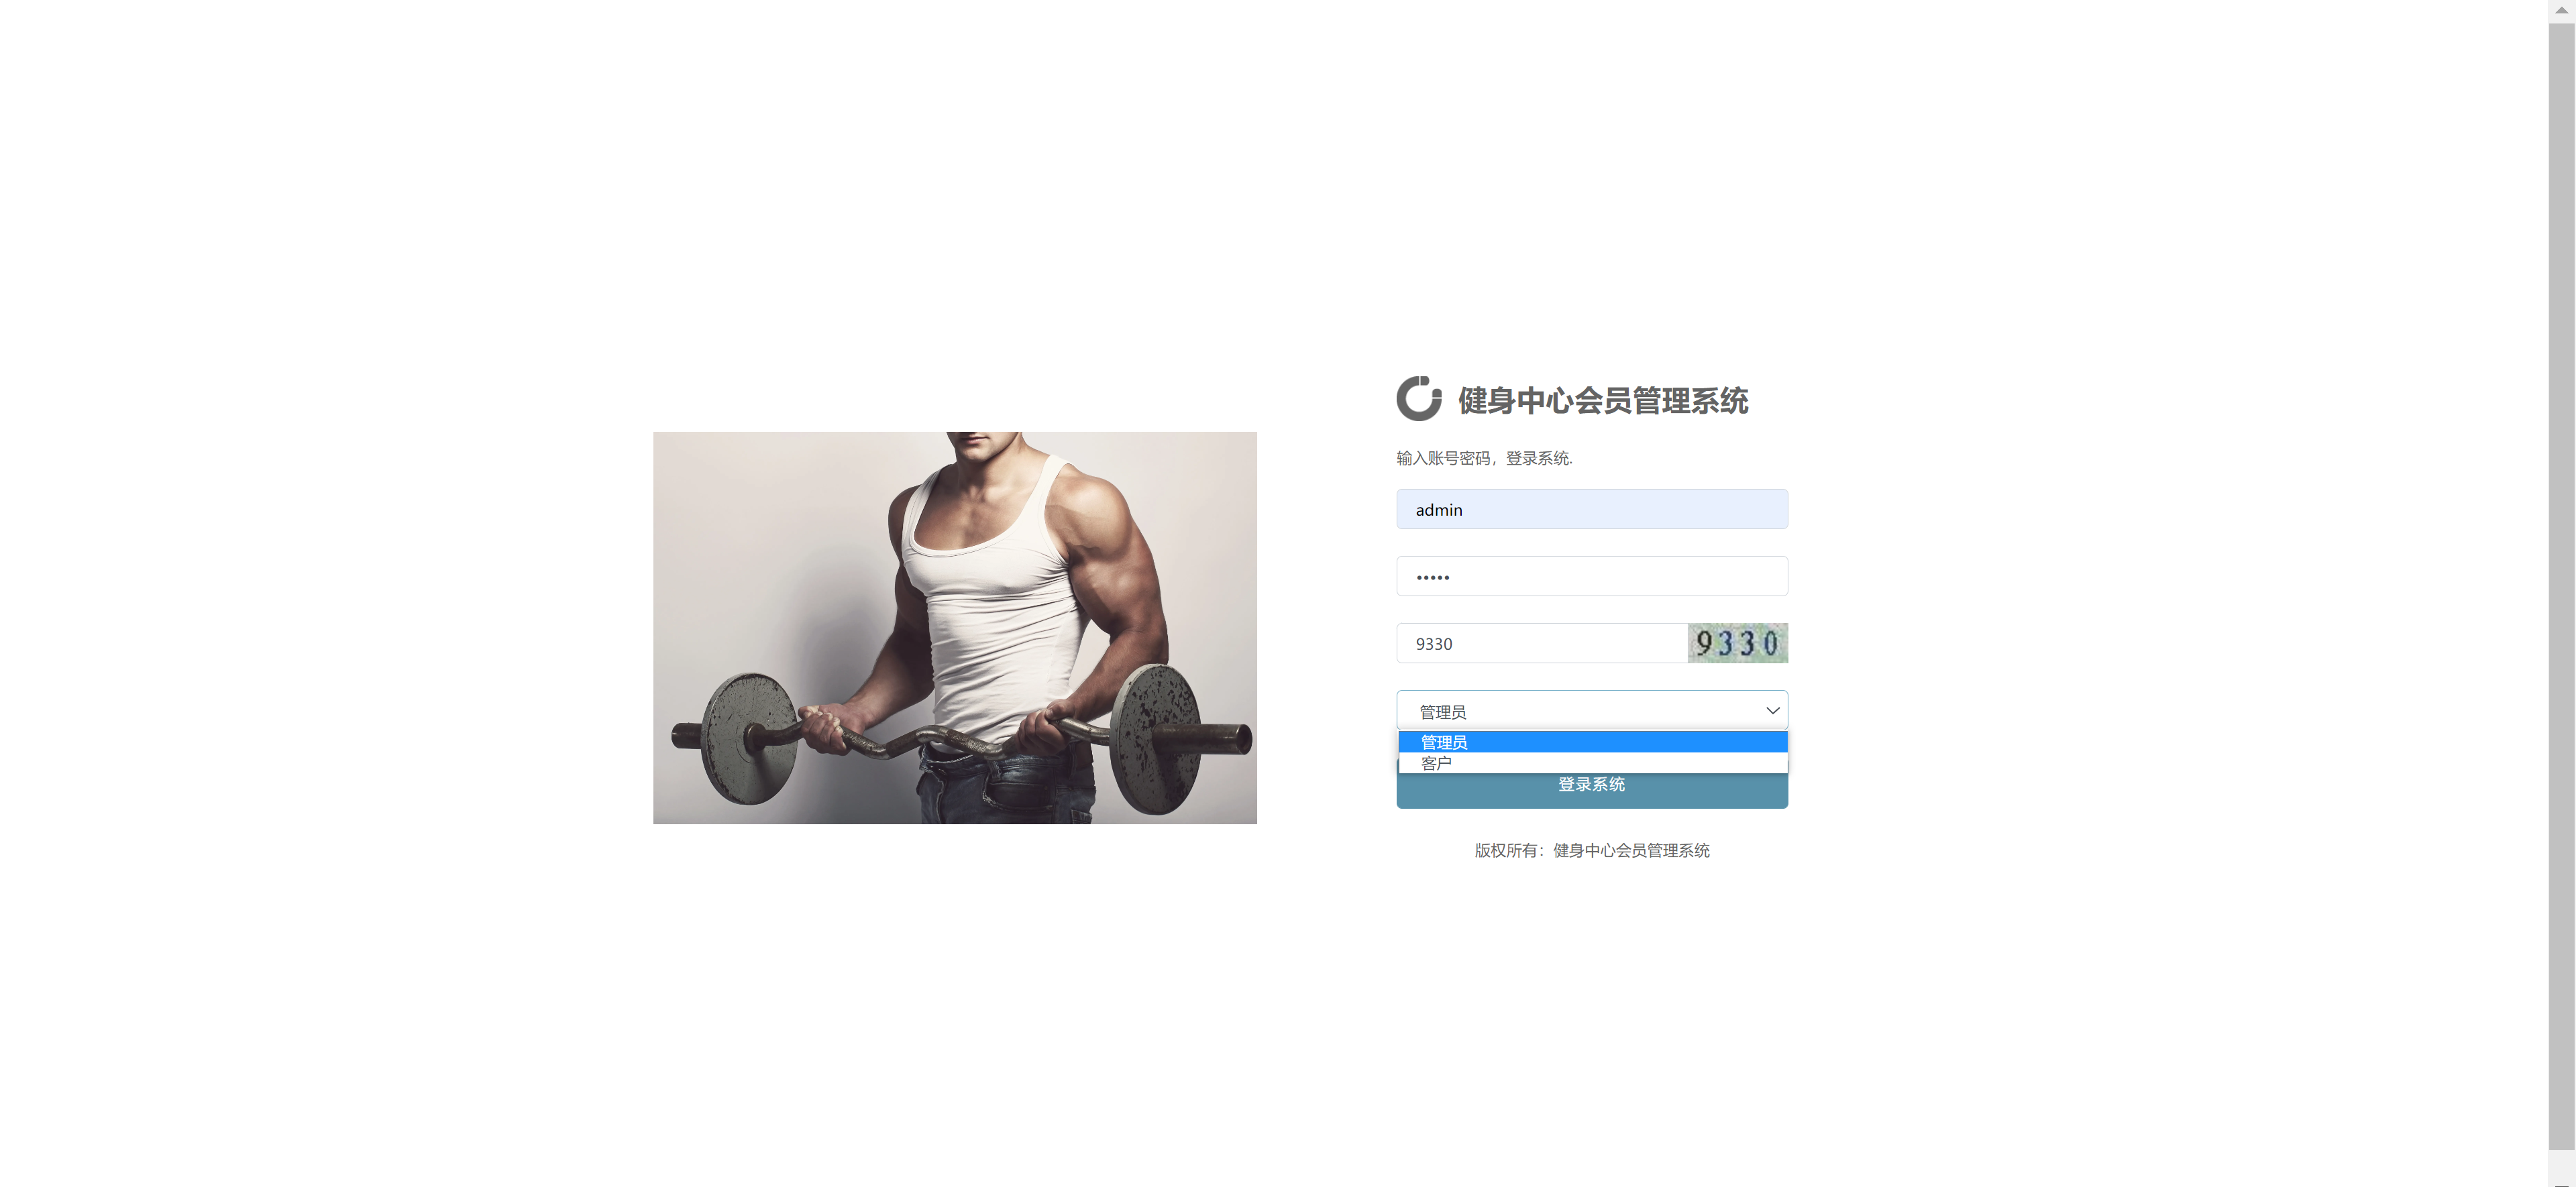 健身中心会员管理系统
输入账号密码，登录系统.
admin
•••••
9330
9330
管理员
管理员
客户
登录系统
版权所有：健身中心会员管理系统